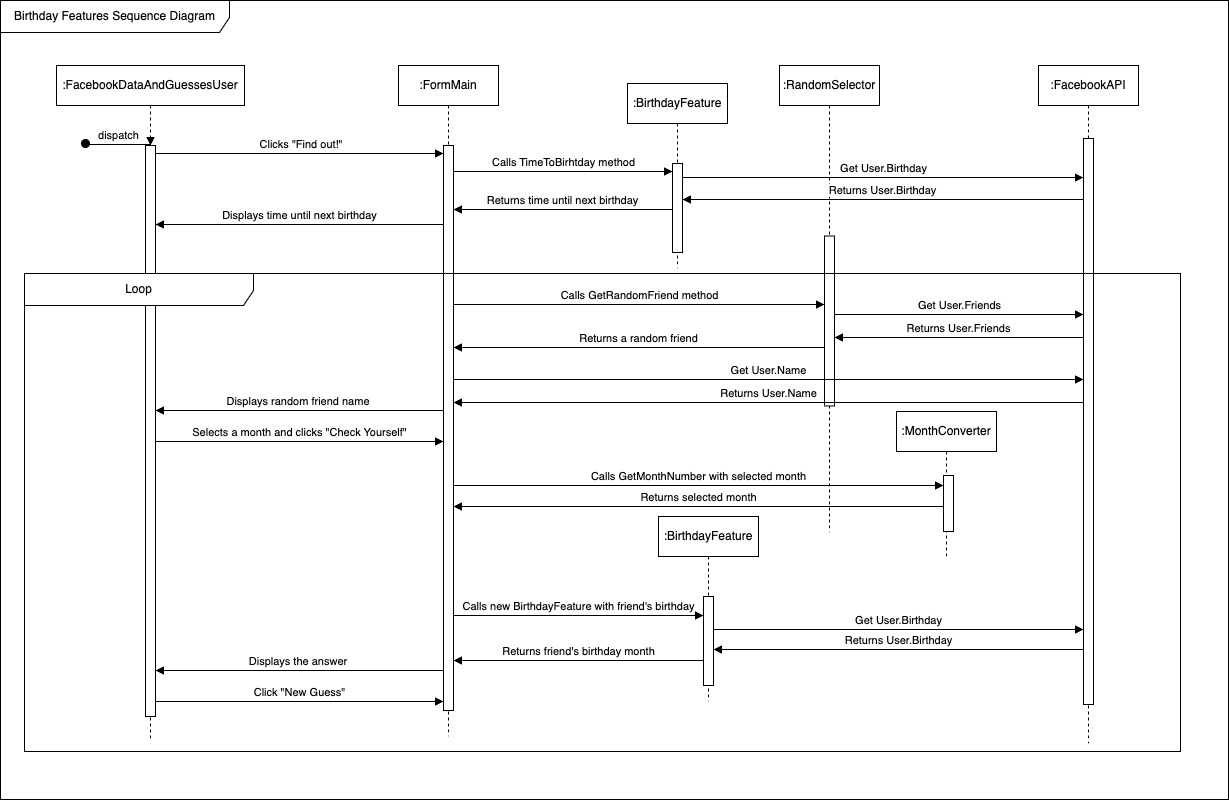 Birthday Features Sequence Diagram
:FacebookDataAndGuessesUser
:FormMain
:BirthdayFeature
:RandomSelector
:FacebookAPI
dispatch
Clicks "Find out!"
Calls TimeToBirhtday method
Get User.Birthday
Returns User.Birthday
Returns time until next birthday
Displays time until next birthday
Loop
Calls GetRandomFriend method
Get User.Friends
Returns User.Friends
Returns a random friend
Get User.Name
Returns User.Name
Displays random friend name
Selects a month and clicks "Check Yourself"
:MonthConverter
Calls GetMonthNumber with selected month
Returns selected month
:BirthdayFeature
Calls new BirthdayFeature with friend's birthday
Get User.Birthday
Returns User.Birthday
Returns friend's birthday month
Displays the answer
Click "New Guess"